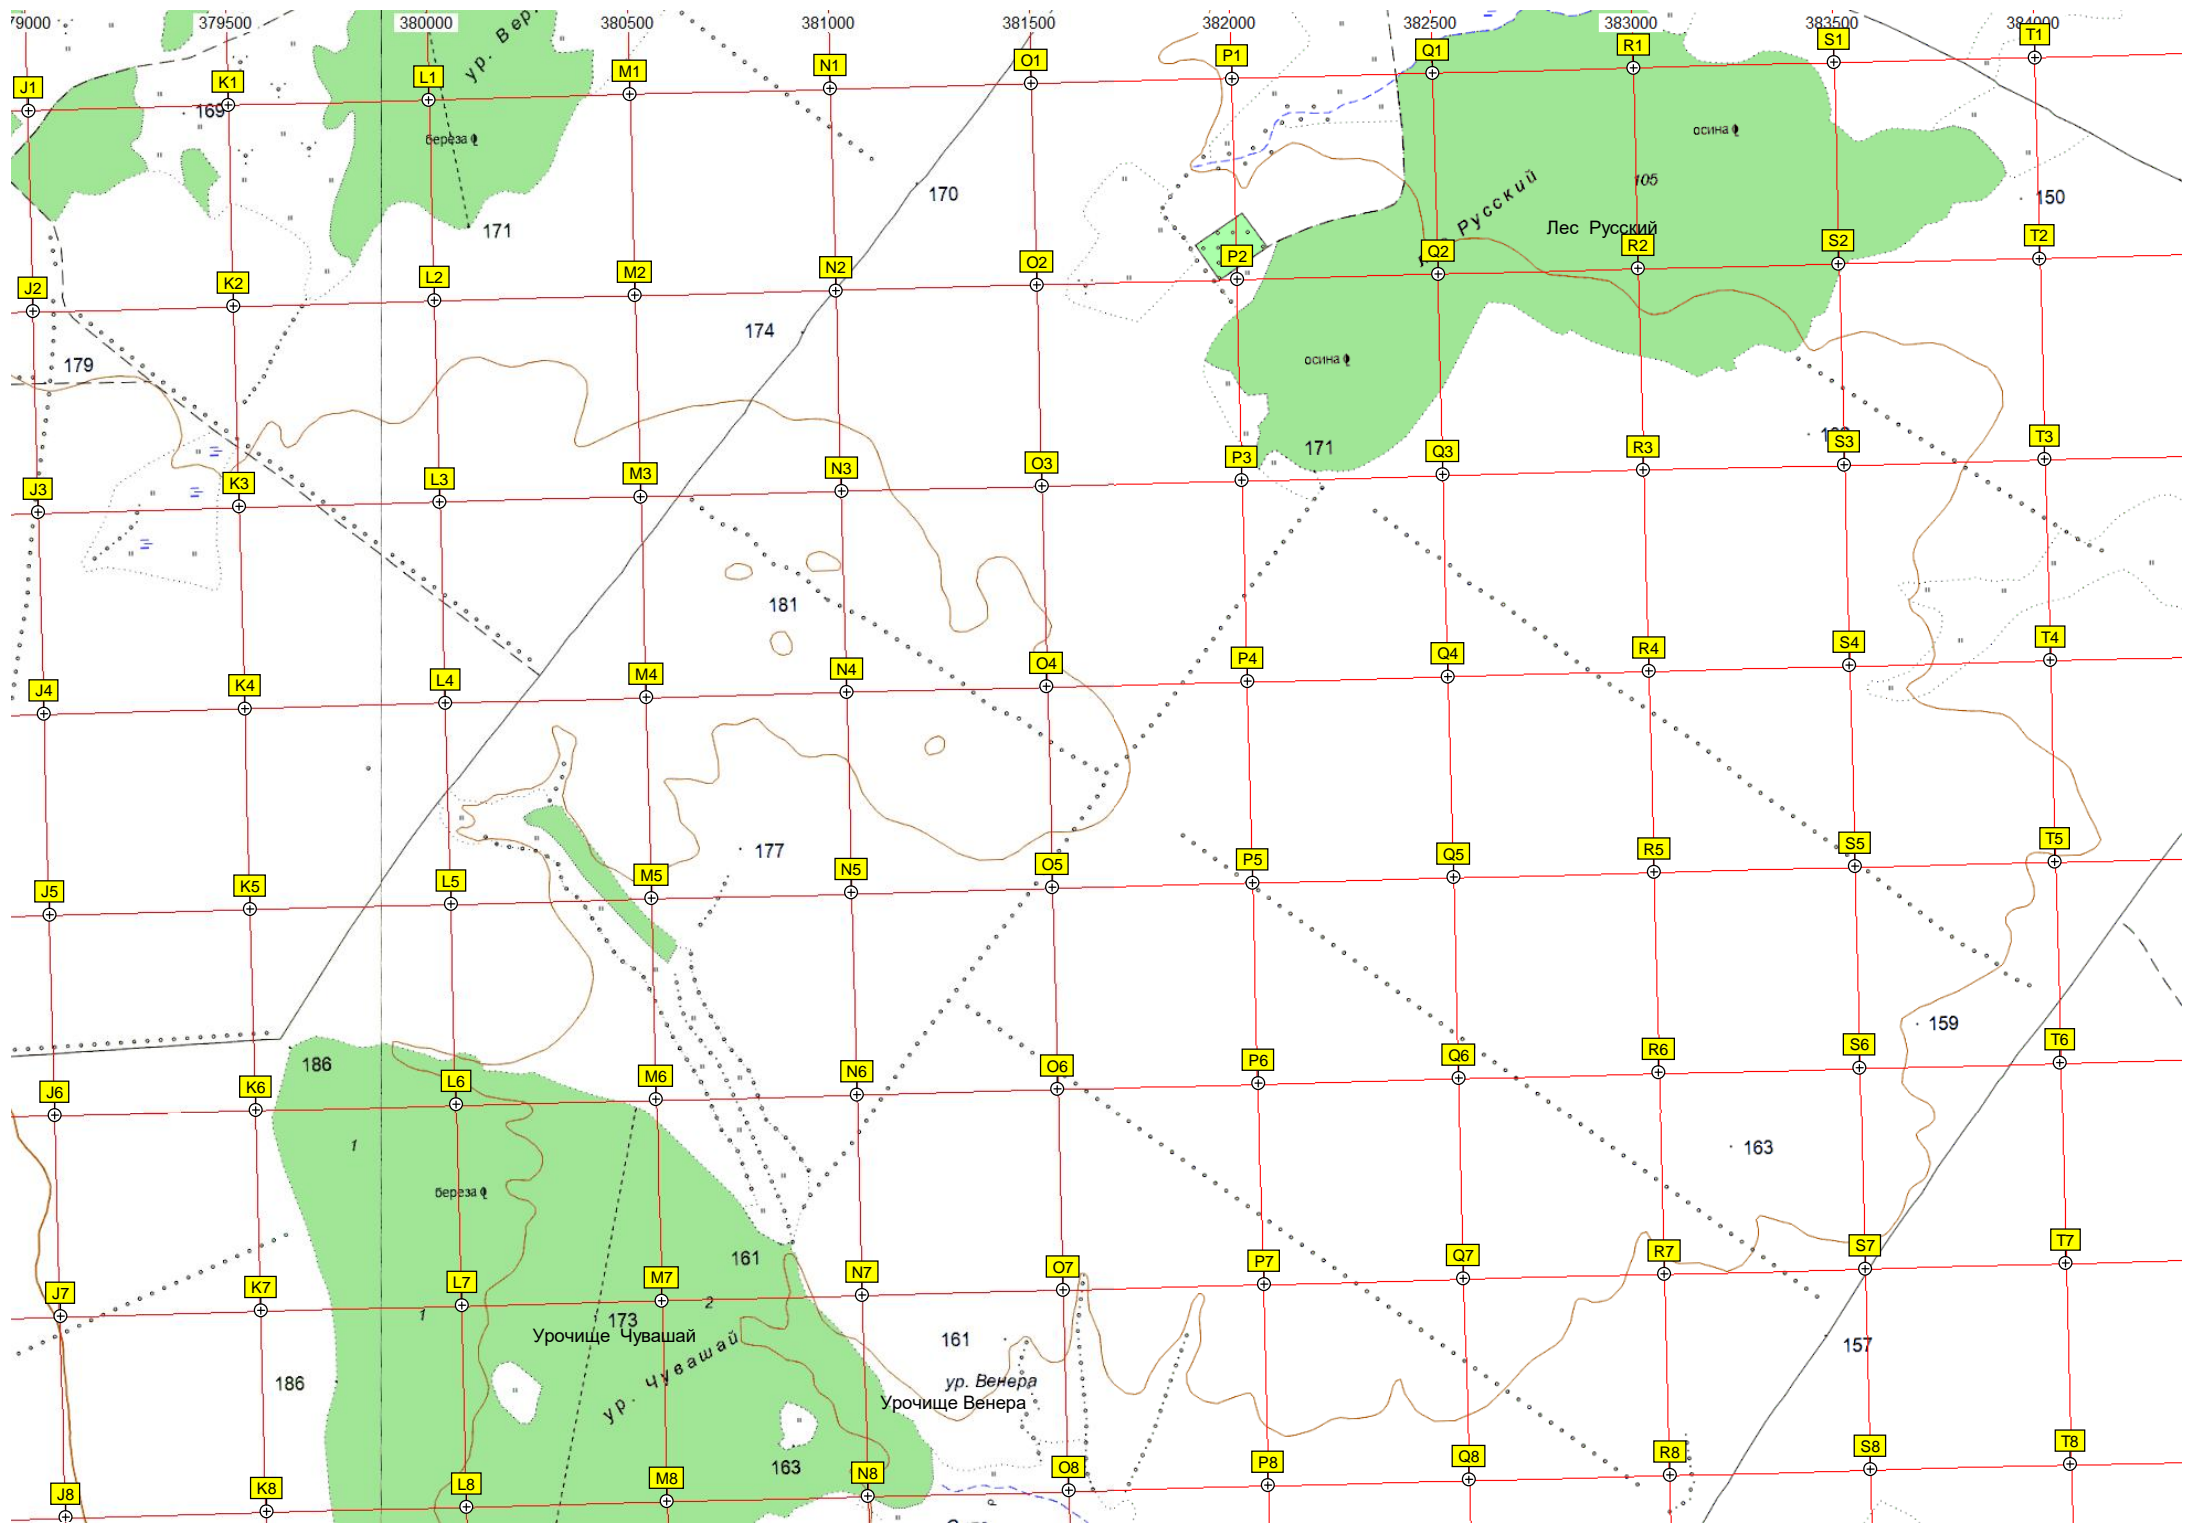 79000 379500 380000 380500 381000 381500 382000 382500 383000 383500 384000
J1 K1 L1 M1 N1 O1 P1 Q1 R1 S1 T1
ур. Вер.
169
береза
осина
105
170
171
150
ур. Русский
Лес Русский
J2 K2 L2 M2 N2 O2 P2 Q2 R2 S2 T2
174
179
осина
171
J3 K3 L3 M3 N3 O3 P3 Q3 R3 S3 T3
181
J4 K4 L4 M4 N4 O4 P4 Q4 R4 S4 T4
177
J5 K5 L5 M5 N5 O5 P5 Q5 R5 S5 T5
159
186
J6 K6 L6 M6 N6 O6 P6 Q6 R6 S6 T6
1
163
береза
161
J7 K7 L7 M7 N7 O7 P7 Q7 R7 S7 T7
1
2
173
Урочище Чувашай
161
157
ур. Чувашай
186
ур. Венера
Урочище Венера
163
J8 K8 L8 M8 N8 O8 P8 Q8 R8 S8 T8
р